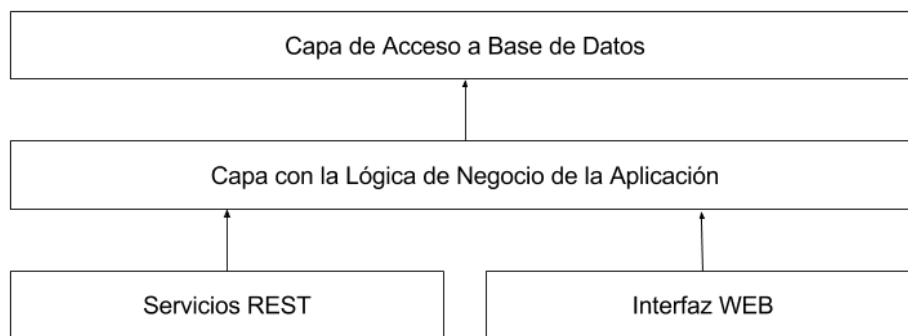 Capa de Acceso a Base de Datos
Capa con la Lógica de Negocio de la Aplicación
Servicios REST
Interfaz WEB